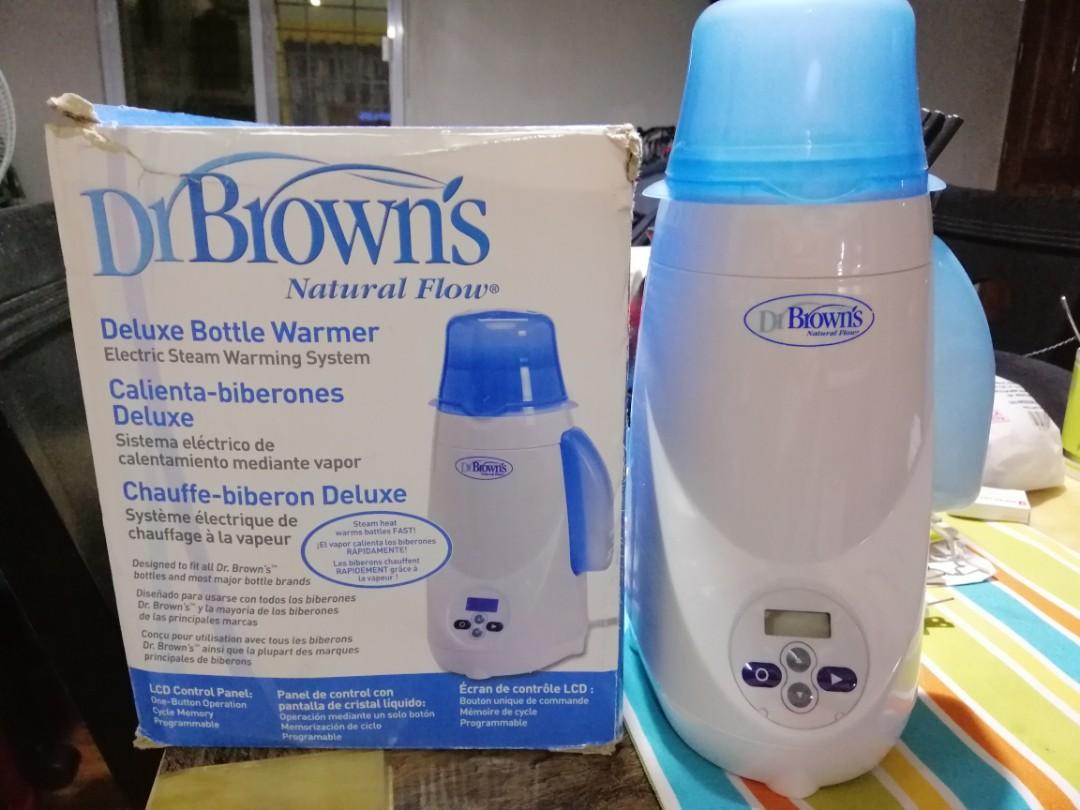 DrBrown's
Natural Flow®
Deluxe Bottle Warmer
Electric Steam Warming System
Calienta-biberones
Deluxe
Sistema eléctrico de
calentamiento mediante vapor
Chauffe-biberon Deluxe
Système électrique de
chauffage à la vapeur
Steam heat
warms bottles FAST!
¡El vapor calienta los biberones
RÁPIDAMENTE!
Les biberons chauffent
RAPIDEMENT grâce à
la vapeur !
Designed to fit all Dr. Brown's™
bottles and most major bottle brands
Diseñado para usarse con todos los biberones
Dr. Brown's™ y la mayoría de los biberones
de las principales marcas
Conçu pour utilisation avec tous les biberons
Dr. Brown's™ ainsi que la plupart des marques
principales de biberons
LCD Control Panel:
One-Button Operation
Cycle Memory
Programmable
Panel de control con
pantalla de cristal líquido:
Operación mediante un solo botón
Memorización de ciclo
Programable
Écran de contrôle LCD :
Bouton unique de commande
Mémoire de cycle
Programmable
DrBrown's
DrBrown's
Natural Flow